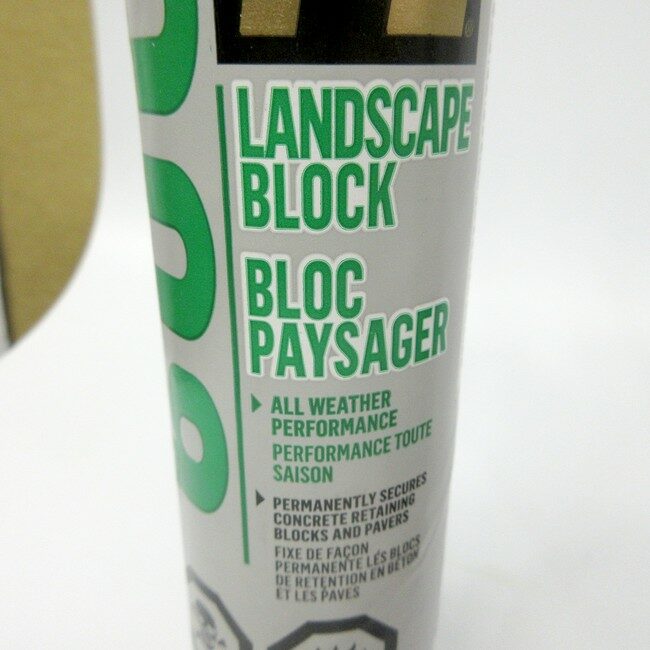 LANDSCAPE
BLOCK
BLOC
PAYSAGER
ALL WEATHER
PERFORMANCE
PERFORMANCE TOUTE
SAISON
PERMANENTLY SECURES
CONCRETE RETAINING
BLOCKS AND PAVERS
FIXE DE FAÇON
PERMANENTE LES BLOCS
DE RETENTION EN BÉTON
ET LES PAVES